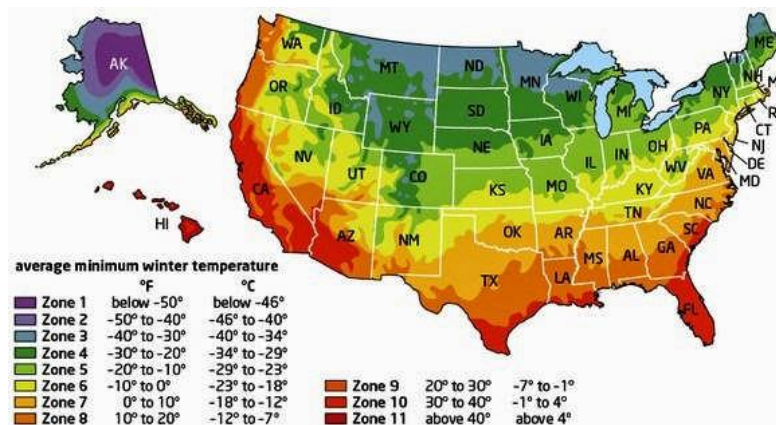 AK
WA
MT
ND
MN
ME
VT
NH
OR
ID
WY
SD
WI
MI
NY
M
R
CT
NJ
DE
MD
NE
IA
PA
NV
UT
CO
IL
IN
OH
WV
VA
CA
KS
MO
KY
NC
TN
HI
AZ
NM
OK
AR
SC
TX
LA
MS
AL
GA
FL
average minimum winter temperature
°F °C
Zone 1 below -50° below -46°
Zone 2 -50° to -40° -46° to -40°
Zone 3 -40° to -30° -40° to -34°
Zone 4 -30° to -20° -34° to -29°
Zone 5 -20° to -10° -29° to -23°
Zone 6 -10° to 0° -23° to -18°
Zone 7 0° to 10° -18° to -12°
Zone 8 10° to 20° -12° to -7°
Zone 9 20° to 30° -7° to -1°
Zone 10 30° to 40° -1° to 4°
Zone 11 above 40° above 4°